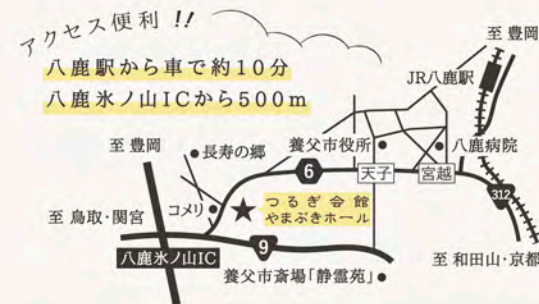 アクセス便利!!
八鹿駅から車で約10分
八鹿氷ノ山ICから500m
至 豊岡
JR八鹿駅
至 豊岡
長寿の郷
養父市役所
八鹿病院
6
天子
宮越
312
至 鳥取・関宮
コメリ
★
つるぎ会館
やまぶきホール
9
八鹿氷ノ山IC
至 和田山・京都
養父市斎場「静霊苑」